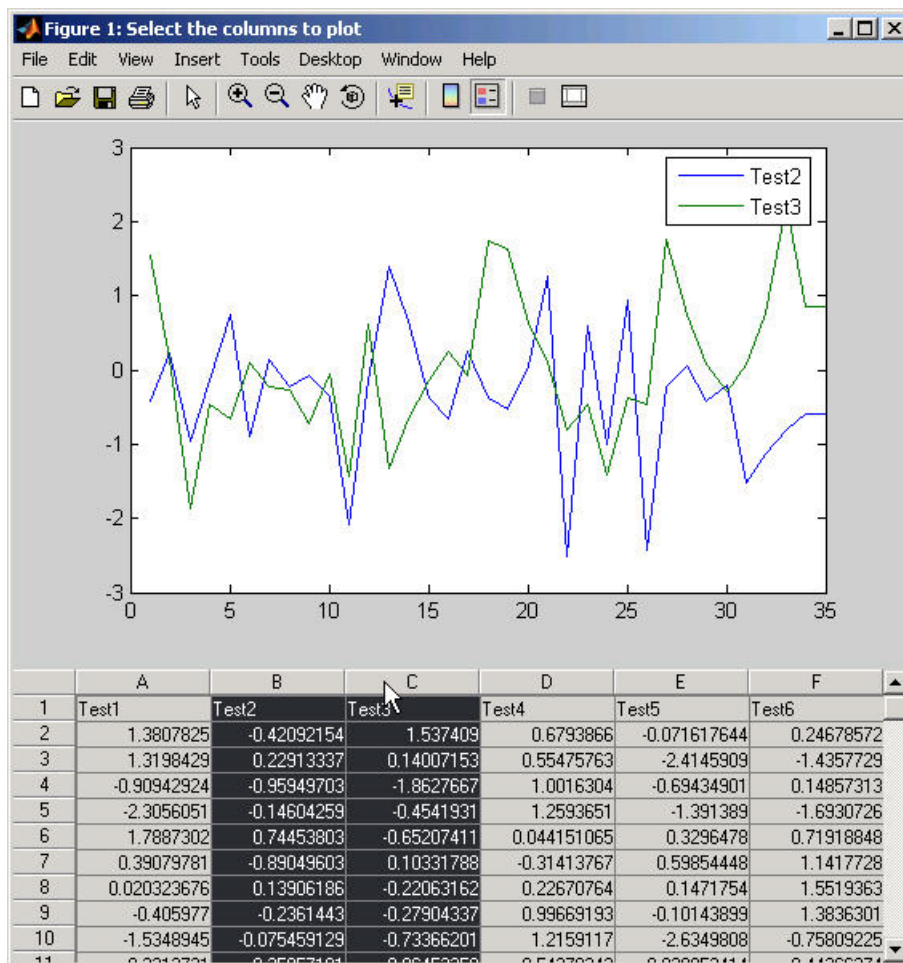 Figure 1: Select the columns to plot
File Edit View Insert Tools Desktop Window Help
3
2
1
0
-1
-2
-3
Test2
Test3
0 5 10 15 20 25 30 35
A B C D E F
1 Test1 Test2 Test3 Test4 Test5 Test6
2 1.3807825 -0.42092154 1.537409 0.6793866 -0.071617644 0.24678572
3 1.3198429 0.22913337 0.14007153 0.55475763 -2.4145909 -1.4357729
4 -0.90942924 -0.95949703 -1.8627667 1.0016304 -0.69434901 0.14857313
5 -2.3056051 -0.14604259 -0.4541931 1.2593651 -1.391389 -1.6930726
6 1.7887302 0.74453803 -0.65207411 0.044151065 0.3296478 0.71918848
7 0.39079781 -0.89049603 0.10331788 -0.31413767 0.59854448 1.1417728
8 0.020323676 0.13906186 -0.22063162 0.22670764 0.1471754 1.5519363
9 -0.405977 -0.2361443 -0.27904337 0.99669193 -0.10143899 1.3836301
10 -1.5348945 -0.075459129 -0.73366201 1.2159117 -2.6349808 -0.75809225